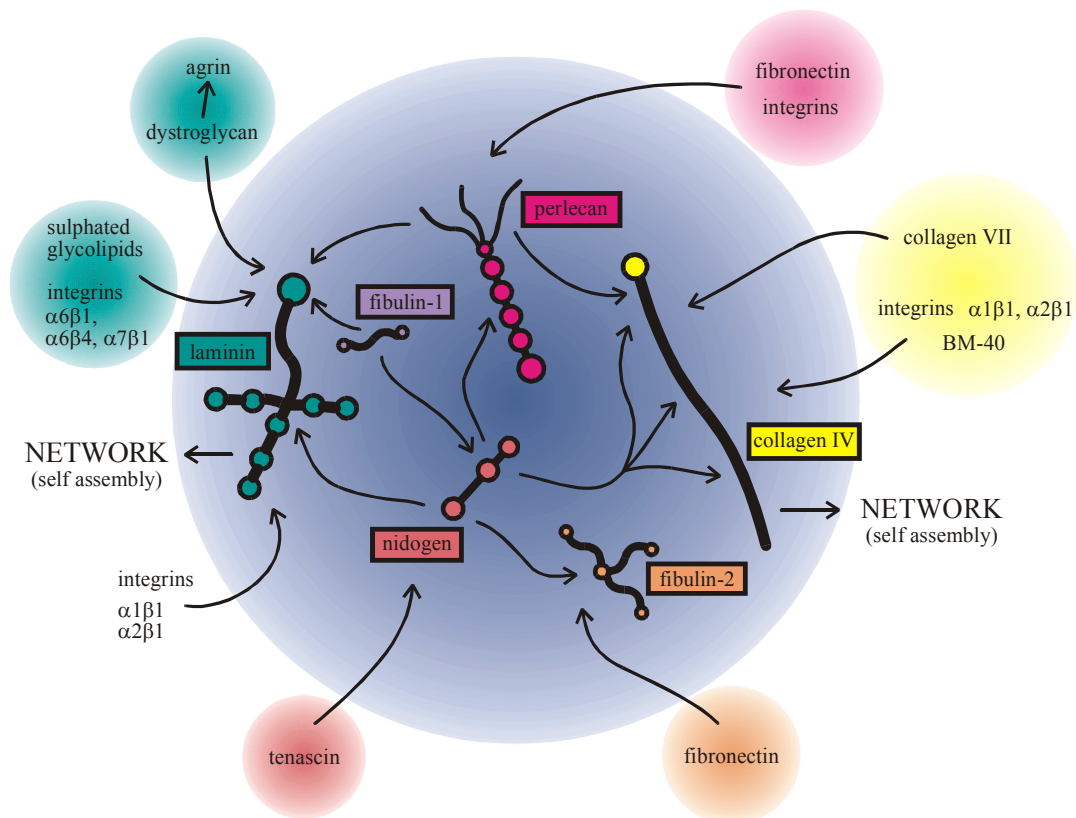 agrin
dystroglycan
fibronectin
integrins
sulphated
glycolipids
integrins
α6β1,
α6β4, α7β1
perlecan
collagen VII
integrins α1β1, α2β1
BM-40
fibulin-1
laminin
collagen IV
NETWORK
(self assembly)
NETWORK
(self assembly)
nidogen
fibulin-2
integrins
α1β1
α2β1
tenascin
fibronectin